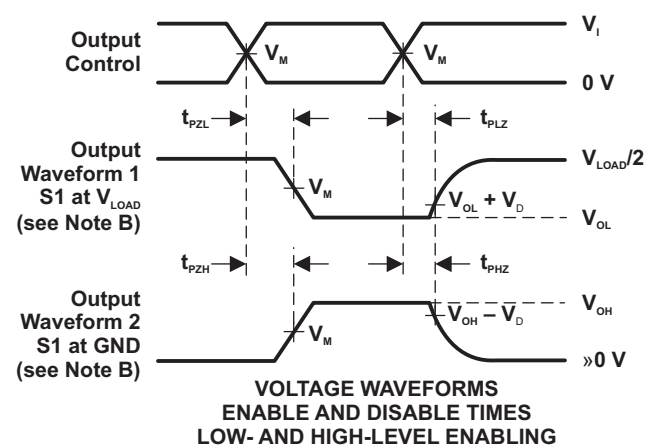 Output
Control
V_M
V_M
V_I
0 V
t_PZL
t_PLZ
Output
Waveform 1
S1 at V_LOAD
(see Note B)
V_M
V_OL + V_D
V_LOAD/2
V_OL
t_PZH
t_PHZ
Output
Waveform 2
S1 at GND
(see Note B)
V_M
V_OH – V_D
V_OH
»0 V
VOLTAGE WAVEFORMS
ENABLE AND DISABLE TIMES
LOW- AND HIGH-LEVEL ENABLING